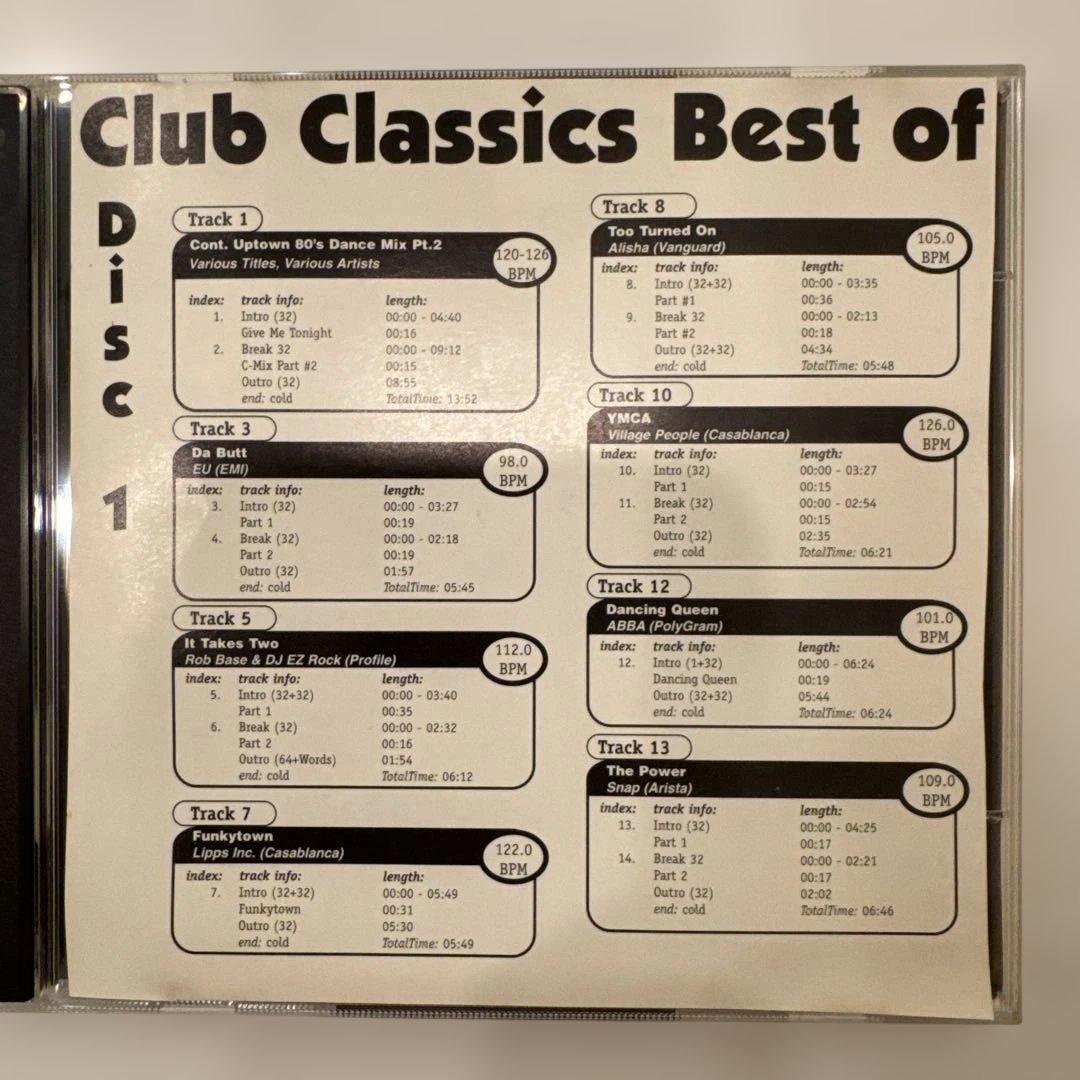 Club Classics Best of
Disc 1
Track 1
Cont. Uptown 80's Dance Mix Pt.2
Various Titles, Various Artists
120-126 BPM
index: track info: length:
1. Intro (32) 00:00 - 04:40
Give Me Tonight 00:16
2. Break 32 00:00 - 09:12
C-Mix Part #2 00:15
Outro (32) 08:55
end: cold TotalTime: 13:52
Track 3
Da Butt
EU (EMI)
98.0 BPM
index: track info: length:
3. Intro (32) 00:00 - 03:27
Part 1 00:19
4. Break (32) 00:00 - 02:18
Part 2 00:19
Outro (32) 01:57
end: cold TotalTime: 05:45
Track 5
It Takes Two
Rob Base & DJ EZ Rock (Profile)
112.0 BPM
index: track info: length:
5. Intro (32+32) 00:00 - 03:40
Part 1 00:35
6. Break (32) 00:00 - 02:32
Part 2 00:16
Outro (64+Words) 01:54
end: cold TotalTime: 06:12
Track 7
Funkytown
Lipps Inc. (Casablanca)
122.0 BPM
index: track info: length:
7. Intro (32+32) 00:00 - 05:49
Funkytown 00:31
Outro (32) 05:30
end: cold TotalTime: 05:49
Track 8
Too Turned On
Alisha (Vanguard)
105.0 BPM
index: track info: length:
8. Intro (32+32) 00:00 - 03:35
Part #1 00:36
9. Break 32 00:00 - 02:13
Part #2 00:18
Outro (32+32) 04:34
end: cold TotalTime: 05:48
Track 10
YMCA
Village People (Casablanca)
126.0 BPM
index: track info: length:
10. Intro (32) 00:00 - 03:27
Part 1 00:15
11. Break (32) 00:00 - 02:54
Part 2 00:15
Outro (32) 02:35
end: cold TotalTime: 06:21
Track 12
Dancing Queen
ABBA (PolyGram)
101.0 BPM
index: track info: length:
12. Intro (1+32) 00:00 - 06:24
Dancing Queen 00:19
Outro (32+32) 05:44
end: cold TotalTime: 06:24
Track 13
The Power
Snap (Arista)
109.0 BPM
index: track info: length:
13. Intro (32) 00:00 - 04:25
Part 1 00:17
14. Break 32 00:00 - 02:21
Part 2 00:17
Outro (32) 02:02
end: cold TotalTime: 06:46